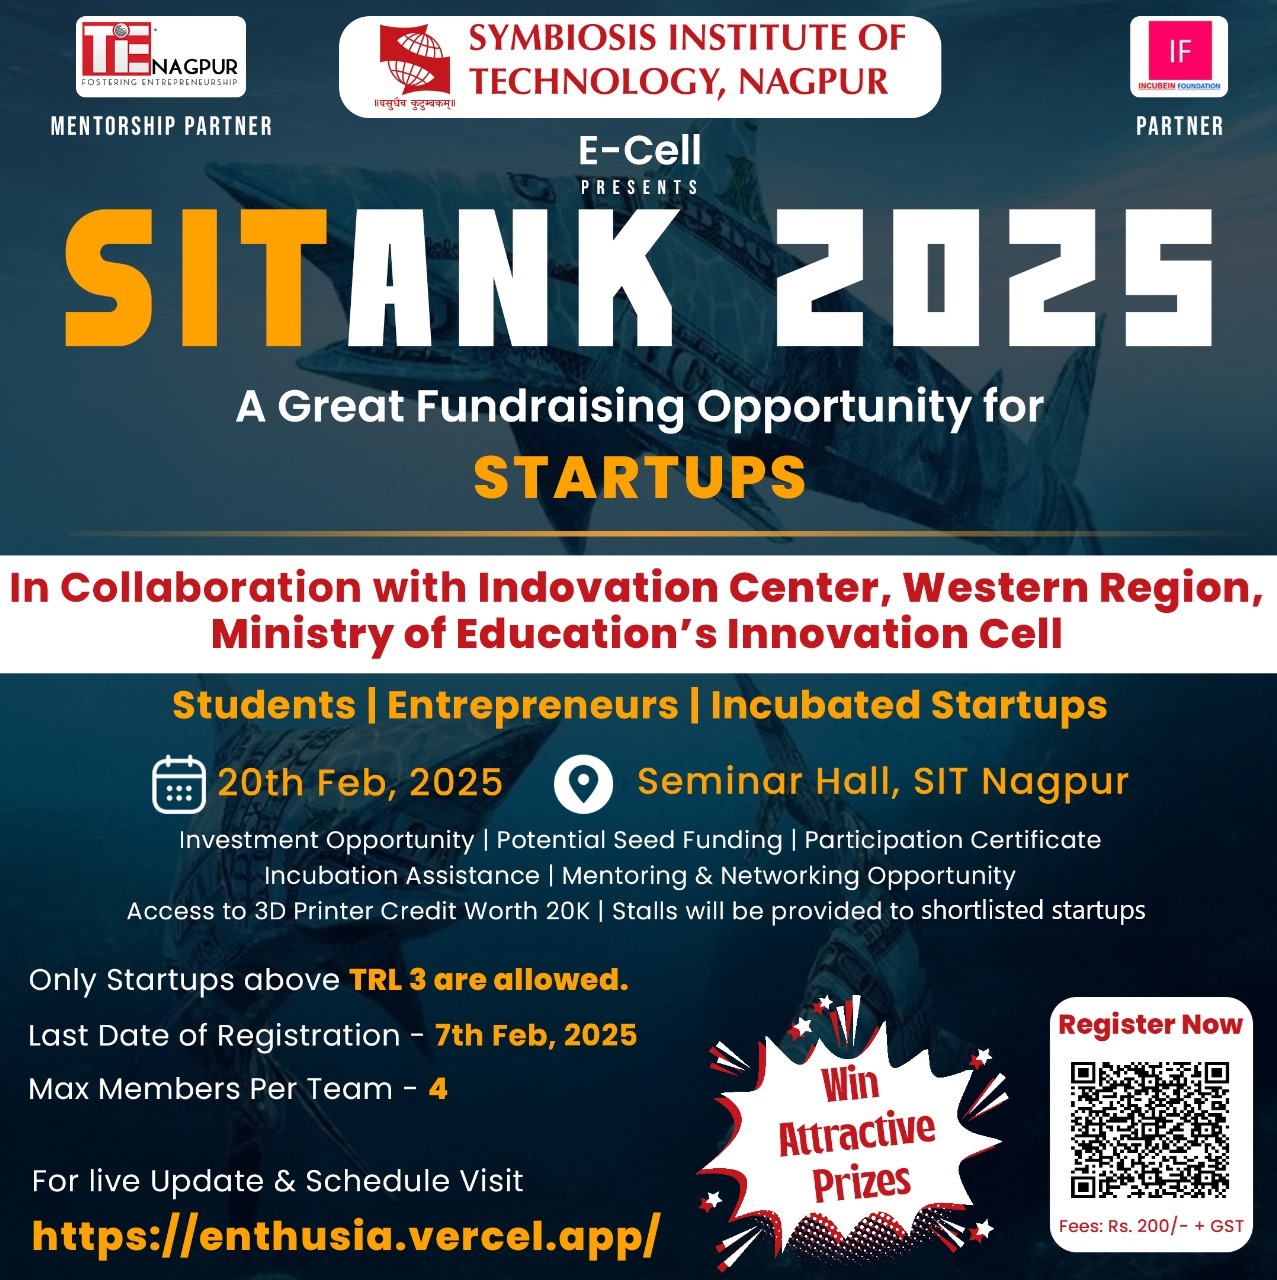 TiE NAGPUR
FOSTERING ENTREPRENEURSHIP
MENTORSHIP PARTNER
SYMBIOSIS INSTITUTE OF
TECHNOLOGY, NAGPUR
॥वसुधैव कुटुम्बकम्॥
IF
INCUBEIN FOUNDATION
PARTNER
E-Cell
PRESENTS
SITANK 2025
A Great Fundraising Opportunity for
STARTUPS
In Collaboration with Indovation Center, Western Region,
Ministry of Education's Innovation Cell
Students | Entrepreneurs | Incubated Startups
20th Feb, 2025
Seminar Hall, SIT Nagpur
Investment Opportunity | Potential Seed Funding | Participation Certificate
Incubation Assistance | Mentoring & Networking Opportunity
Access to 3D Printer Credit Worth 20K | Stalls will be provided to shortlisted startups
Only Startups above TRL 3 are allowed.
Last Date of Registration - 7th Feb, 2025
Max Members Per Team - 4
For live Update & Schedule Visit
https://enthusia.vercel.app/
Win
Attractive
Prizes
Register Now
Fees: Rs. 200/- + GST